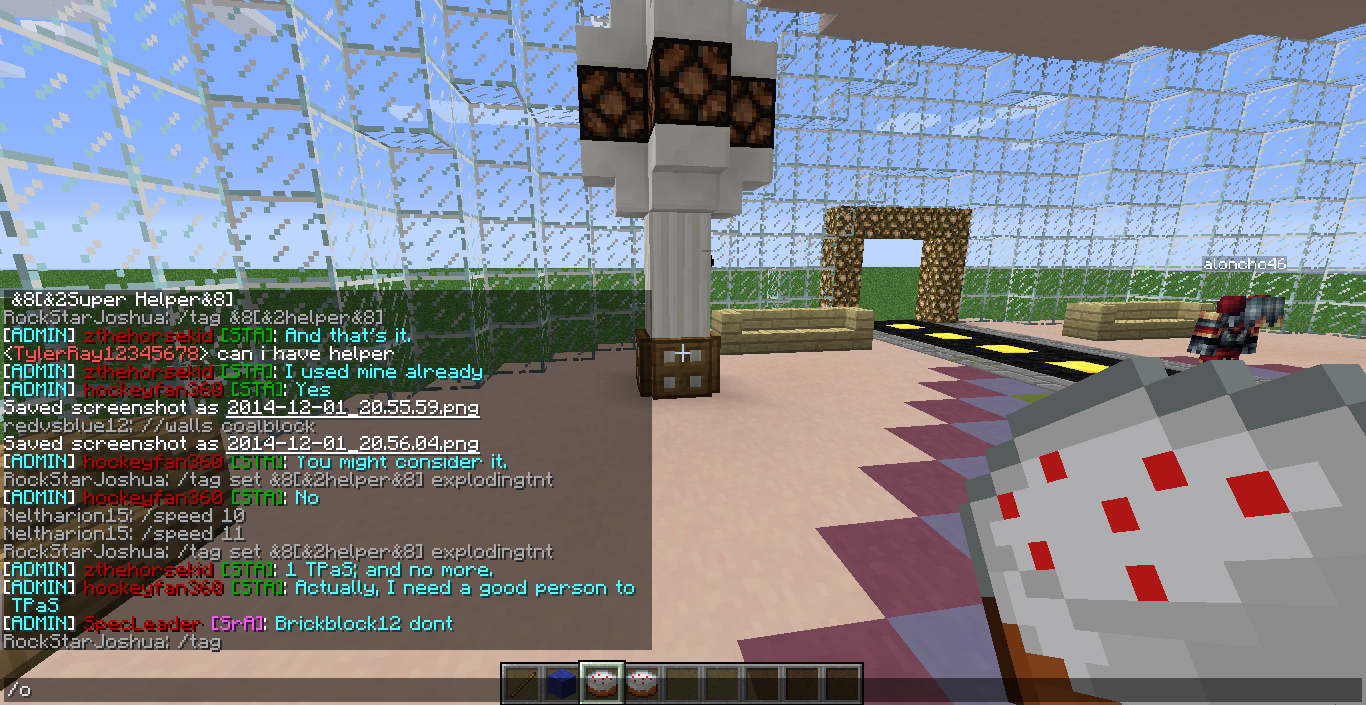 aloncho46
&8[&2Super Helper&8]
RockStarJoshua: /tag &8[&2helper&8]
[ADMIN] zthehorsekid [STA]: And that's it.
<TylerRay12345678> can i have helper
[ADMIN] zthehorsekid [STA]: I used mine already
[ADMIN] hockeyfan360 [STA]: Yes
Saved screenshot as 2014-12-01_20.55.59.png
redvsblue12: //walls coalblock
Saved screenshot as 2014-12-01_20.56.04.png
[ADMIN] hockeyfan360 [STA]: You might consider it.
RockStarJoshua: /tag set &8[&2helper&8] explodingtnt
[ADMIN] hockeyfan360 [STA]: No
Neltharion15: /speed 10
Neltharion15: /speed 11
RockStarJoshua: /tag set &8[&2helper&8] explodingtnt
[ADMIN] zthehorsekid [STA]: 1 TPaS; and no more.
[ADMIN] hockeyfan360 [STA]: Actually, I need a good person to
TPaS
[ADMIN] SpecLeader [SrA]: Brickblock12 dont
RockStarJoshua: /tag
/o